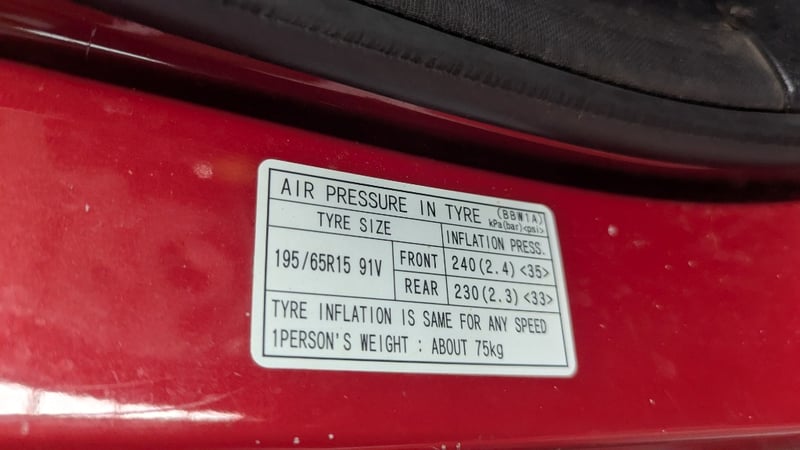 AIR PRESSURE IN TYRE (BBW1A)
kPa(bar)<psi>
TYRE SIZE INFLATION PRESS.
195/65R15 91V FRONT 240(2.4)<35>
REAR 230(2.3)<33>
TYRE INFLATION IS SAME FOR ANY SPEED
1PERSON'S WEIGHT : ABOUT 75kg